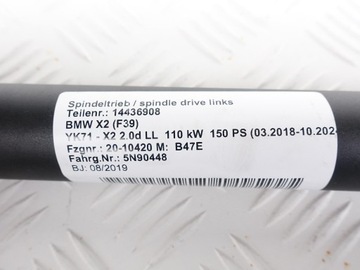 Spindeltrieb / spindle drive links
Teilenr.: 14436908
BMW X2 (F39)
YK71 - X2 2.0d LL 110 kW 150 PS (03.2018-10.2024
Fzgnr.: 20-10420 M: B47E
Fahrg.Nr.: 5N90448
BJ: 08/2019